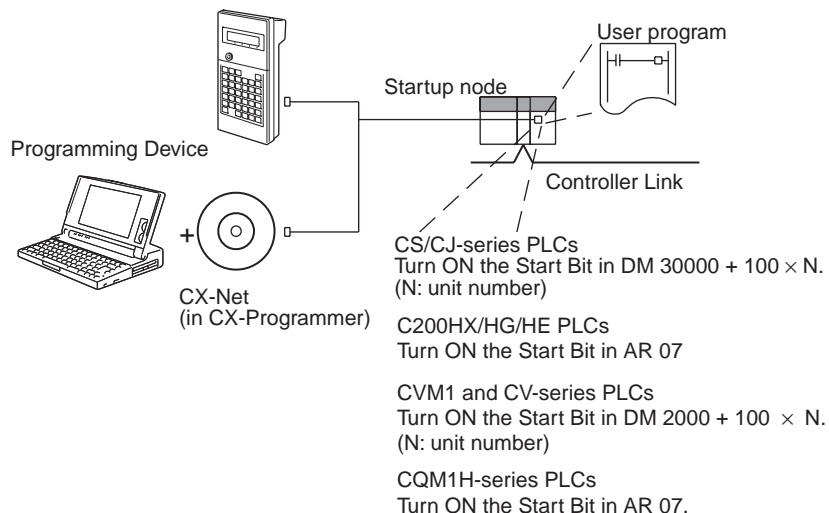 User program
Startup node
Programming Device
Controller Link
+
CX-Net
(in CX-Programmer)
CS/CJ-series PLCs
Turn ON the Start Bit in DM 30000 + 100 × N.
(N: unit number)
C200HX/HG/HE PLCs
Turn ON the Start Bit in AR 07
CVM1 and CV-series PLCs
Turn ON the Start Bit in DM 2000 + 100 × N.
(N: unit number)
CQM1H-series PLCs
Turn ON the Start Bit in AR 07.